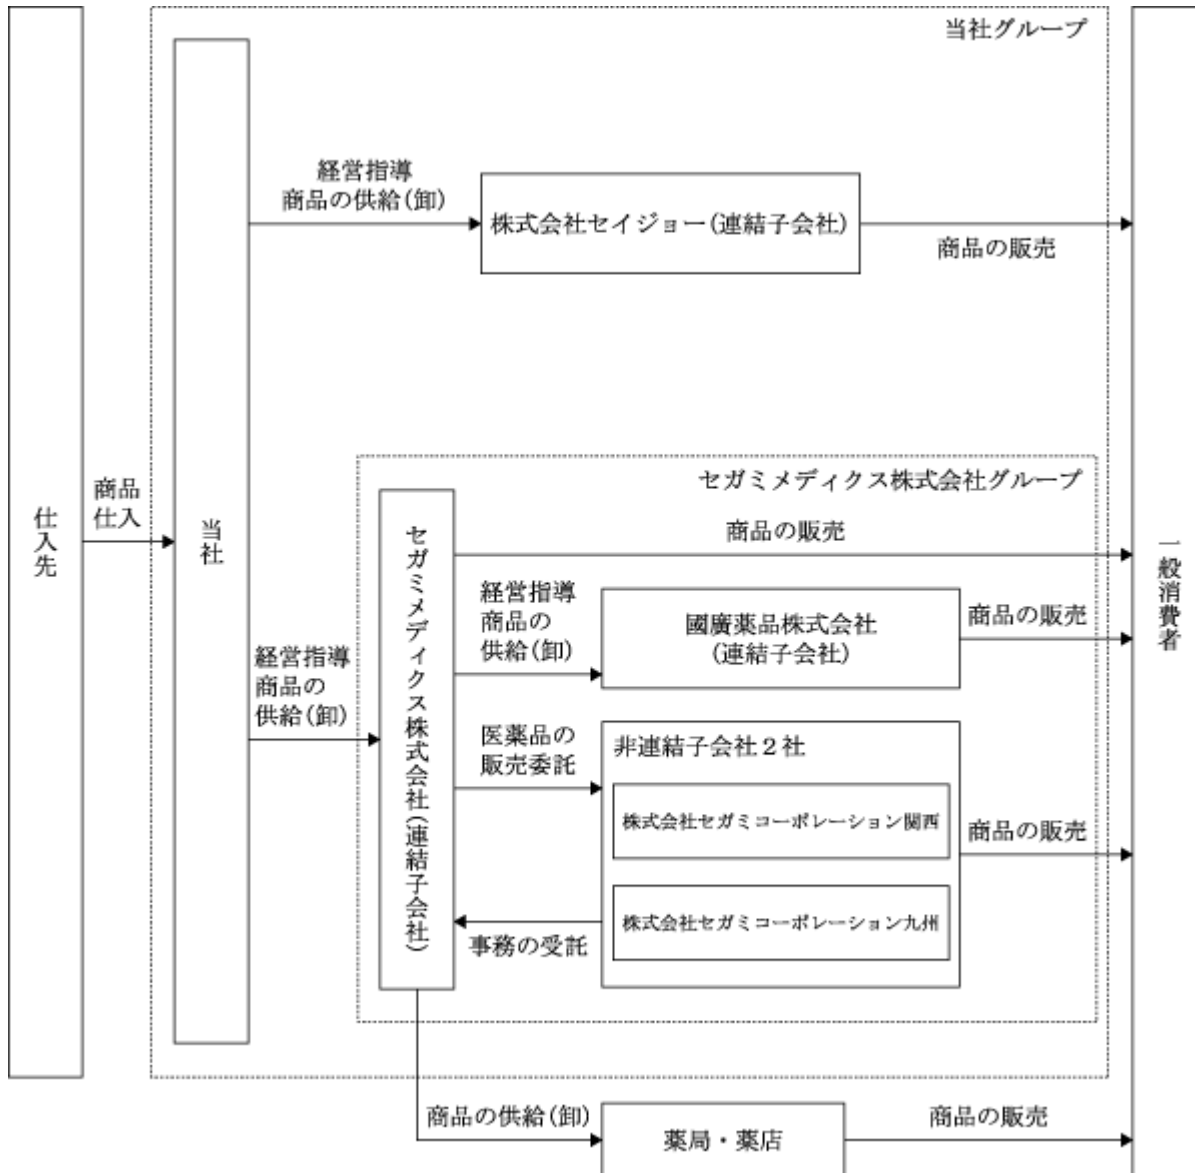 当社グループ
経営指導
商品の供給(卸)
株式会社セイジョー(連結子会社)
商品の販売
セガミメディクス株式会社グループ
仕入先
商品
仕入
当社
経営指導
商品の
供給(卸)
セガミメディクス株式会社(連結子会社)
商品の販売
経営指導
商品の
供給(卸)
國廣薬品株式会社
(連結子会社)
商品の販売
医薬品の
販売委託
非連結子会社2社
株式会社セガミコーポレーション関西
株式会社セガミコーポレーション九州
商品の販売
事務の受託
一般消費者
商品の供給(卸)
薬局・薬店
商品の販売